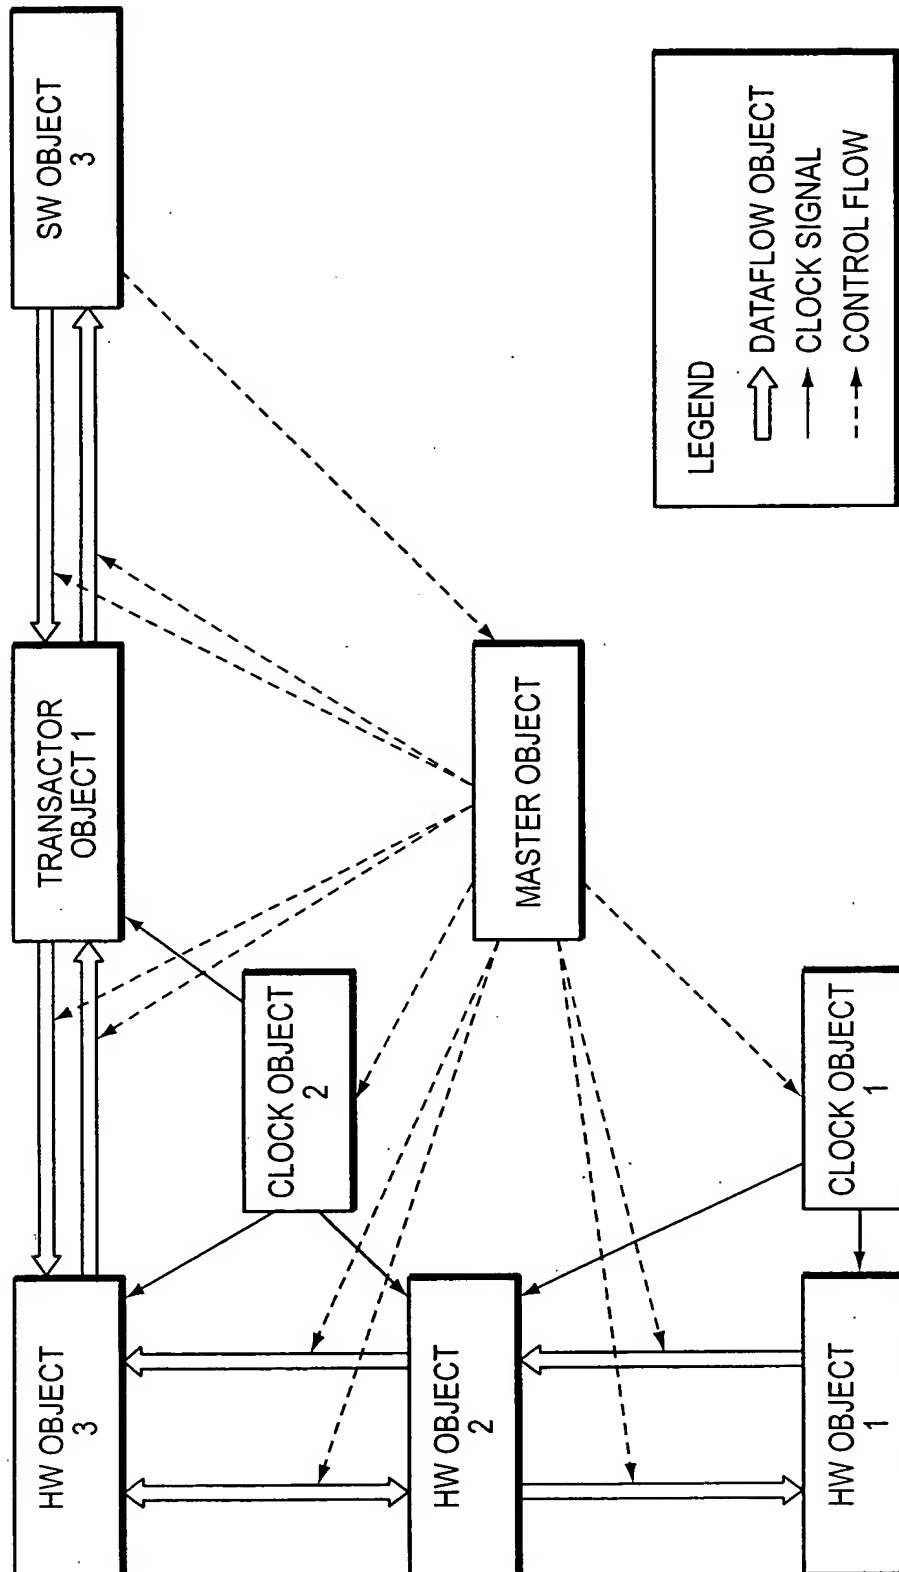 HW OBJECT
3
TRANSACTOR
OBJECT 1
SW OBJECT
3
CLOCK OBJECT
2
HW OBJECT
2
MASTER OBJECT
HW OBJECT
1
CLOCK OBJECT
1
LEGEND
DATAFLOW OBJECT
CLOCK SIGNAL
CONTROL FLOW